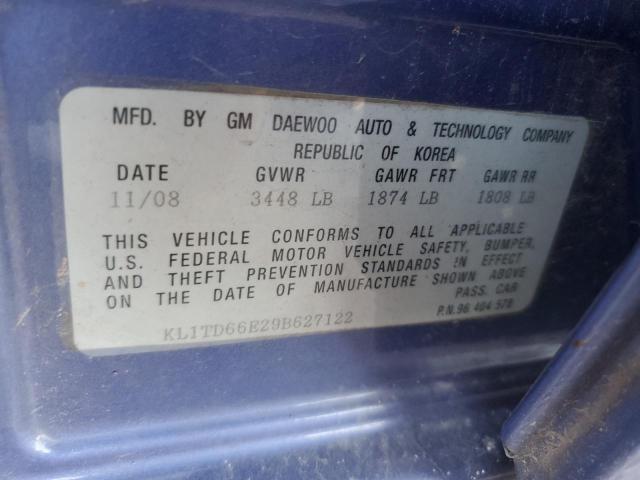 MFD. BY GM DAEWOO AUTO & TECHNOLOGY COMPANY
REPUBLIC OF KOREA
DATE GVWR GAWR FRT GAWR RR
11/08 3448 LB 1874 LB 1808 LB
THIS VEHICLE CONFORMS TO ALL APPLICABLE
U.S. FEDERAL MOTOR VEHICLE SAFETY, BUMPER,
AND THEFT PREVENTION STANDARDS IN EFFECT
ON THE DATE OF MANUFACTURE SHOWN ABOVE
PASS. CAR
KL1TD66E29B627122 P.N.96 404 578